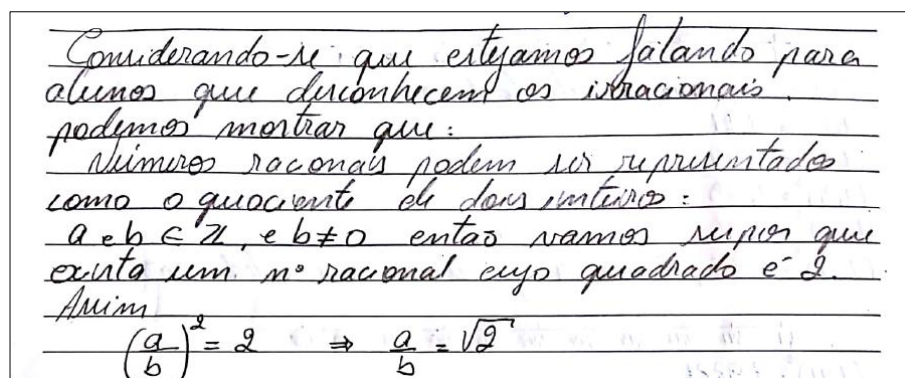 Considerando-se que estejamos falando para
alunos que desconhecem os irracionais.
podemos mostrar que:
Números racionais podem ser representados
como o quociente de dois inteiros:
a e b ∈ Z, e b ≠ 0 então vamos supor que
exista um nº racional cujo quadrado é 2.
Assim
(a/b)² = 2 ⇒ a/b = √2